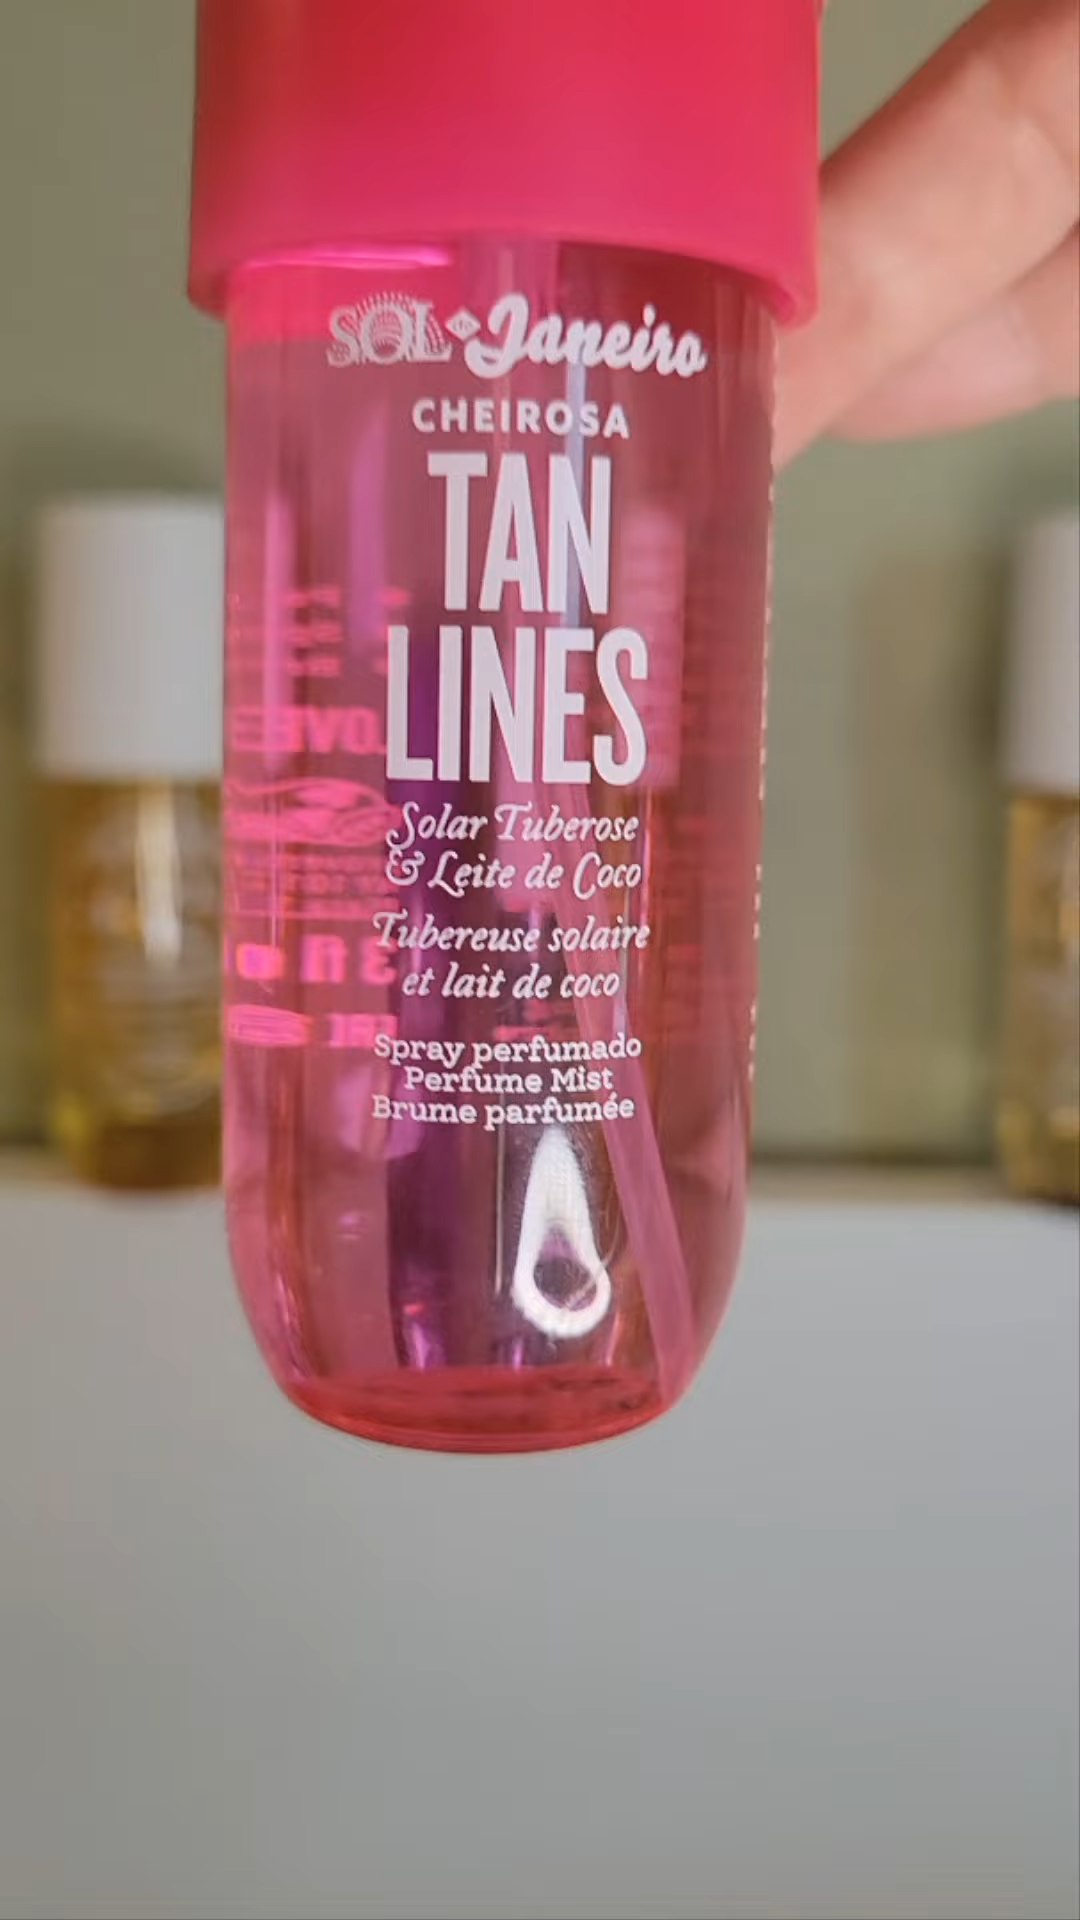 SOL de Janeiro
CHEIROSA
TAN
LINES
Solar Tuberose
& Leite de Coco
Tubereuse solaire
et lait de coco
Spray perfumado
Perfume Mist
Brume parfumée